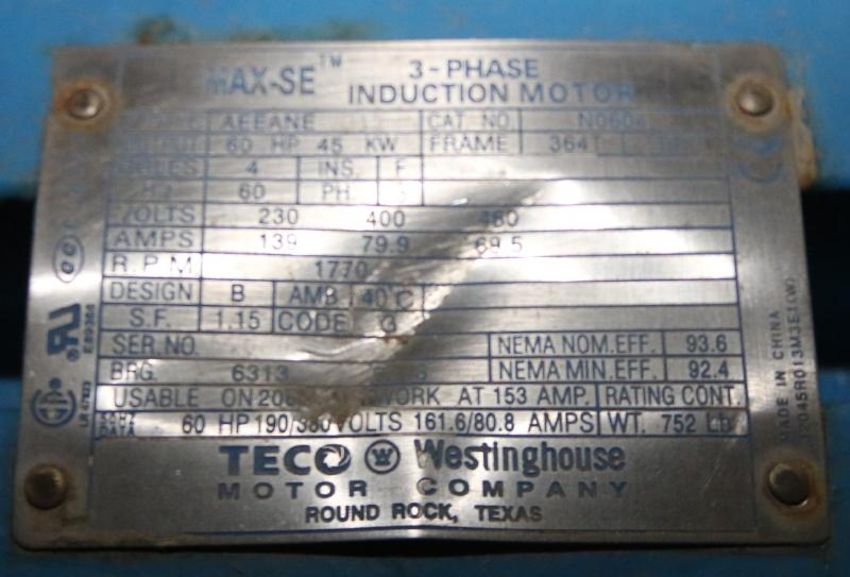 MAX-SE™ 3-PHASE
INDUCTION MOTOR
AEEANE CAT NO.
60 HP 45 KW FRAME
POLES 4 INS. F
HZ 60 PH
VOLTS 230 400 460
AMPS 139 79.9 69.5
R.P.M 1770
DESIGN B AMB 40°C
S.F. 1.15 CODE G
SER NO. NEMA NOM.EFF. 93.6
BRG. 6313 NEMA MIN.EFF. 92.4
USABLE ON AT 153 AMP. RATING CONT.
DATA 60 HP 190/380 VOLTS 161.6/80.8 AMPS WT. 752 Lb
TECO W Westinghouse
MOTOR COMPANY
ROUND ROCK, TEXAS
MADE IN CHINA